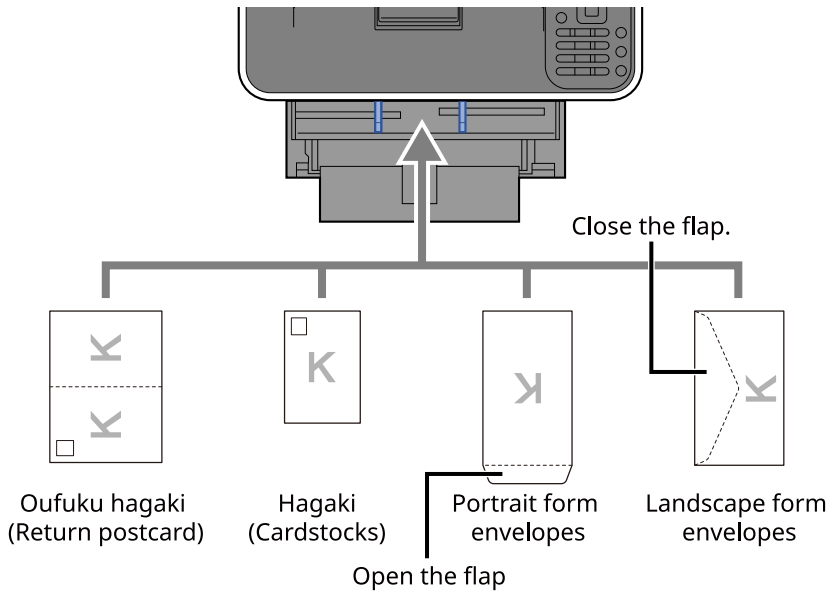 Close the flap.
K
K
K
K
K
Oufuku hagaki
(Return postcard)
Hagaki
(Cardstocks)
Portrait form
envelopes
Landscape form
envelopes
Open the flap